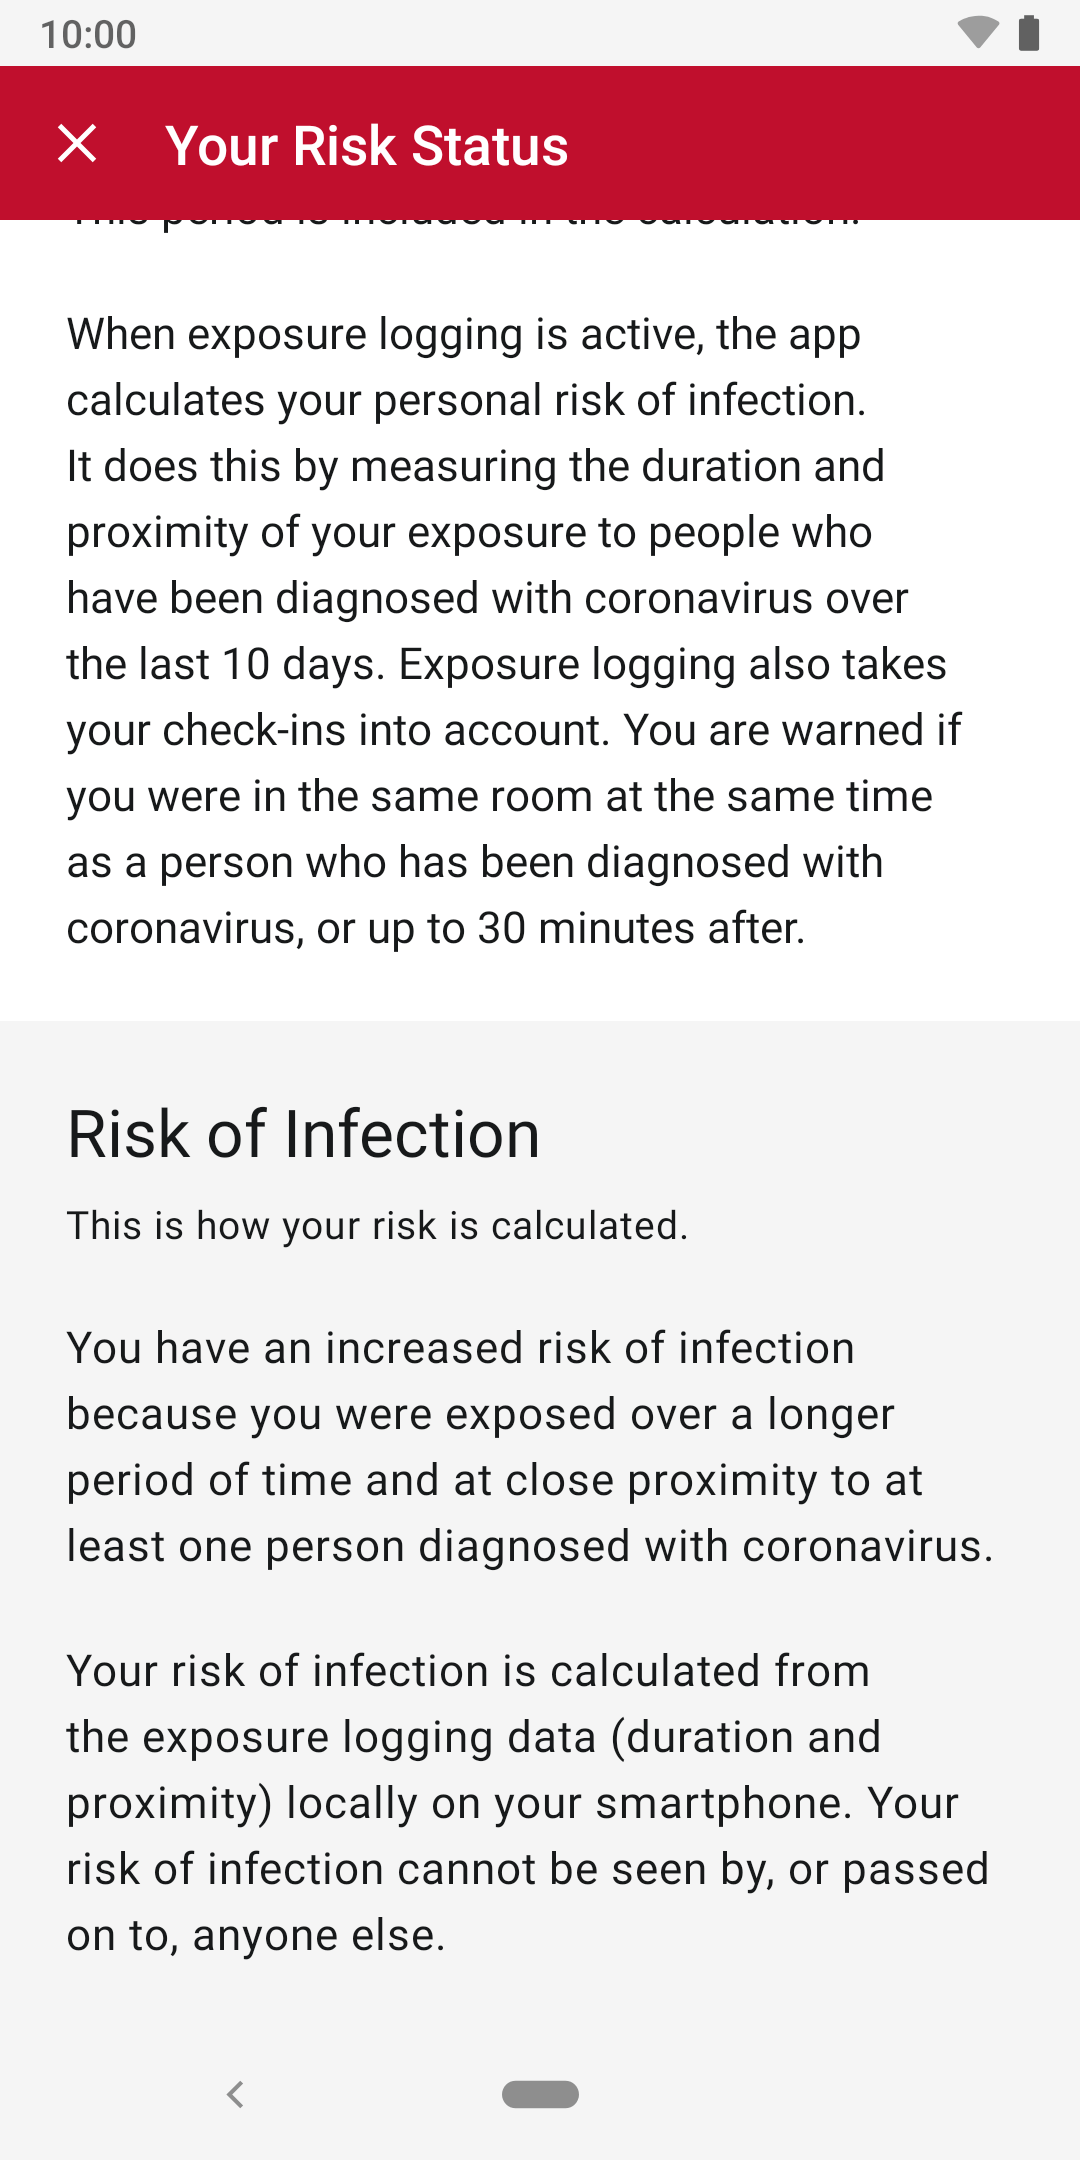 10:00
Your Risk Status
This period is included in the calculation.
When exposure logging is active, the app
calculates your personal risk of infection.
It does this by measuring the duration and
proximity of your exposure to people who
have been diagnosed with coronavirus over
the last 10 days. Exposure logging also takes
your check-ins into account. You are warned if
you were in the same room at the same time
as a person who has been diagnosed with
coronavirus, or up to 30 minutes after.
Risk of Infection
This is how your risk is calculated.
You have an increased risk of infection
because you were exposed over a longer
period of time and at close proximity to at
least one person diagnosed with coronavirus.
Your risk of infection is calculated from
the exposure logging data (duration and
proximity) locally on your smartphone. Your
risk of infection cannot be seen by, or passed
on to, anyone else.